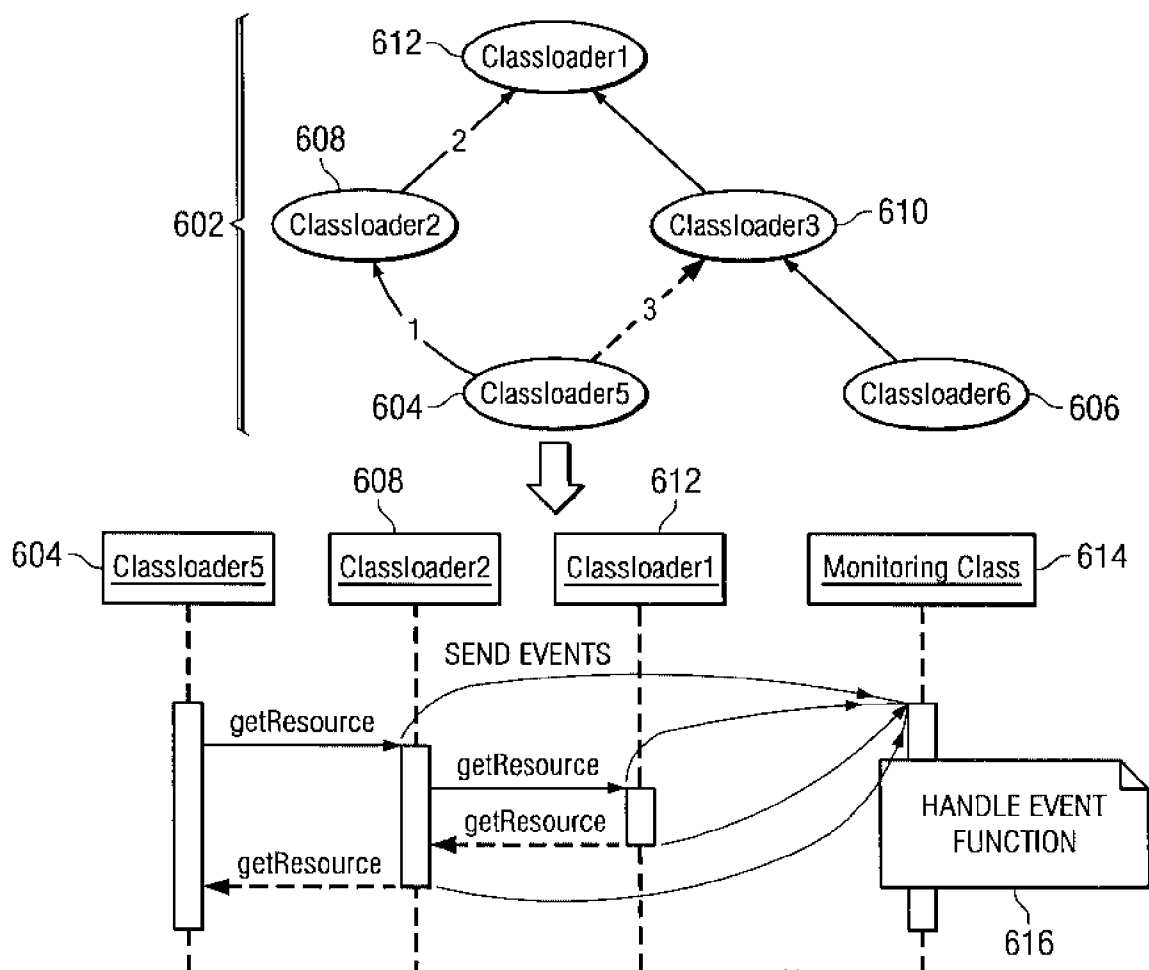 612
Classloader1
2
608
602
Classloader2
Classloader3
610
1
3
604
Classloader5
Classloader6
606
608
612
604
Classloader5
Classloader2
Classloader1
Monitoring Class
614
SEND EVENTS
getResource
getResource
getResource
getResource
HANDLE EVENT
FUNCTION
616